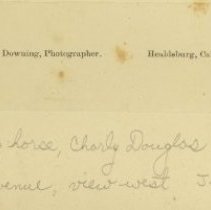 Downing, Photographer. Healdsburg, Ca
horse, Charly Douglas
venue, view west J